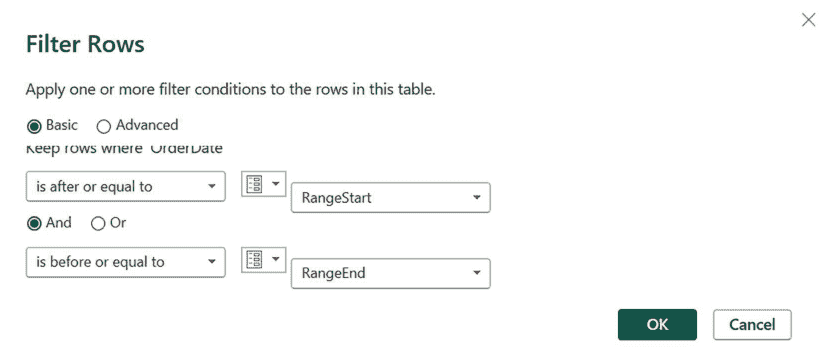 Filter Rows
Apply one or more filter conditions to the rows in this table.
Basic Advanced
Keep rows where 'OrderDate'
is after or equal to RangeStart
And Or
is before or equal to RangeEnd
OK Cancel